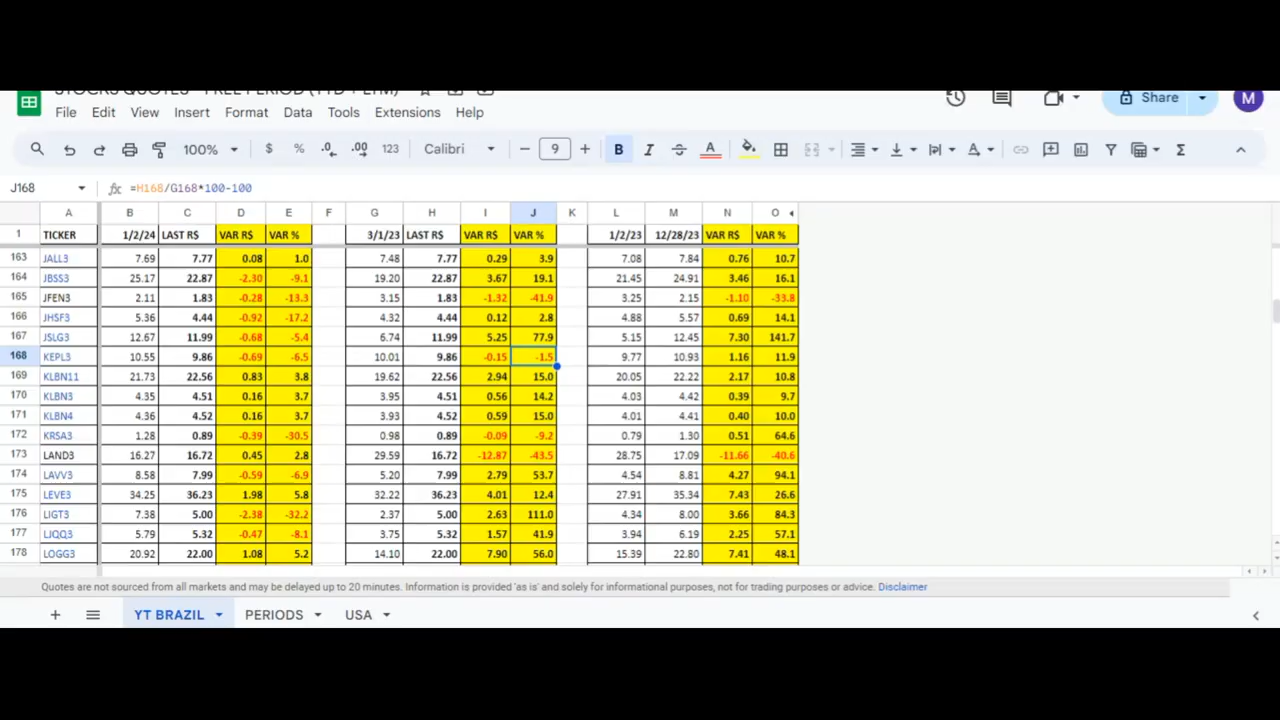 STOCKS QUOTES - FREE PERIOD (YTD + LTM)
File Edit View Insert Format Data Tools Extensions Help
Share M
100% $ % .0 .00 123 Calibri 9 B I A Σ
J168 fx =H168/G168*100-100
A B C D E F G H I J K L M N O
1 TICKER 1/2/24 LAST R$ VAR R$ VAR % 3/1/23 LAST R$ VAR R$ VAR % 1/2/23 12/28/23 VAR R$ VAR %
163 JALL3 7.69 7.77 0.08 1.0 7.48 7.77 0.29 3.9 7.08 7.84 0.76 10.7
164 JBSS3 25.17 22.87 -2.30 -9.1 19.20 22.87 3.67 19.1 21.45 24.91 3.46 16.1
165 JFEN3 2.11 1.83 -0.28 -13.3 3.15 1.83 -1.32 -41.9 3.25 2.15 -1.10 -33.8
166 JHSF3 5.36 4.44 -0.92 -17.2 4.32 4.44 0.12 2.8 4.88 5.57 0.69 14.1
167 JSLG3 12.67 11.99 -0.68 -5.4 6.74 11.99 5.25 77.9 5.15 12.45 7.30 141.7
168 KEPL3 10.55 9.86 -0.69 -6.5 10.01 9.86 -0.15 -1.5 9.77 10.93 1.16 11.9
169 KLBN11 21.73 22.56 0.83 3.8 19.62 22.56 2.94 15.0 20.05 22.22 2.17 10.8
170 KLBN3 4.35 4.51 0.16 3.7 3.95 4.51 0.56 14.2 4.03 4.42 0.39 9.7
171 KLBN4 4.36 4.52 0.16 3.7 3.93 4.52 0.59 15.0 4.01 4.41 0.40 10.0
172 KRSA3 1.28 0.89 -0.39 -30.5 0.98 0.89 -0.09 -9.2 0.79 1.30 0.51 64.6
173 LAND3 16.27 16.72 0.45 2.8 29.59 16.72 -12.87 -43.5 28.75 17.09 -11.66 -40.6
174 LAVV3 8.58 7.99 -0.59 -6.9 5.20 7.99 2.79 53.7 4.54 8.81 4.27 94.1
175 LEVE3 34.25 36.23 1.98 5.8 32.22 36.23 4.01 12.4 27.91 35.34 7.43 26.6
176 LIGT3 7.38 5.00 -2.38 -32.2 2.37 5.00 2.63 111.0 4.34 8.00 3.66 84.3
177 LJQQ3 5.79 5.32 -0.47 -8.1 3.75 5.32 1.57 41.9 3.94 6.19 2.25 57.1
178 LOGG3 20.92 22.00 1.08 5.2 14.10 22.00 7.90 56.0 15.39 22.80 7.41 48.1
Quotes are not sourced from all markets and may be delayed up to 20 minutes. Information is provided 'as is' and solely for informational purposes, not for trading purposes or advice. Disclaimer
YT BRAZIL PERIODS USA